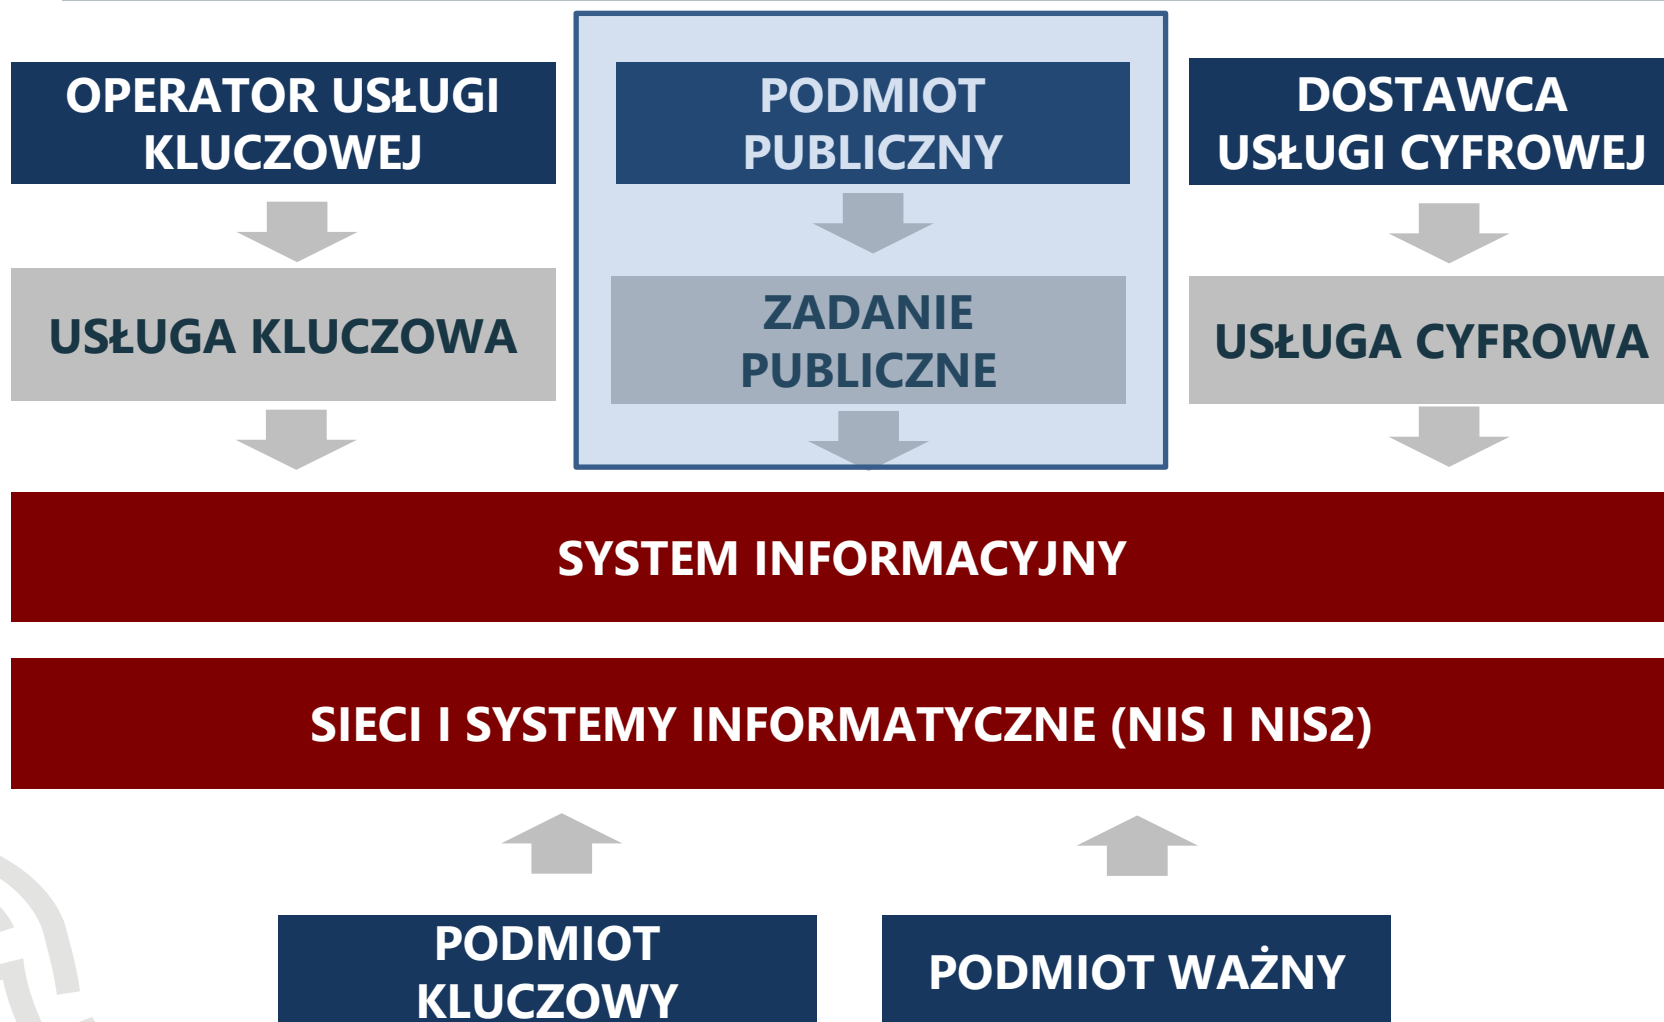 OPERATOR USŁUGI
KLUCZOWEJ
PODMIOT
PUBLICZNY
DOSTAWCA
USŁUGI CYFROWEJ
USŁUGA KLUCZOWA
ZADANIE
PUBLICZNE
USŁUGA CYFROWA
SYSTEM INFORMACYJNY
SIECI I SYSTEMY INFORMATYCZNE (NIS I NIS2)
PODMIOT
KLUCZOWY
PODMIOT WAŻNY